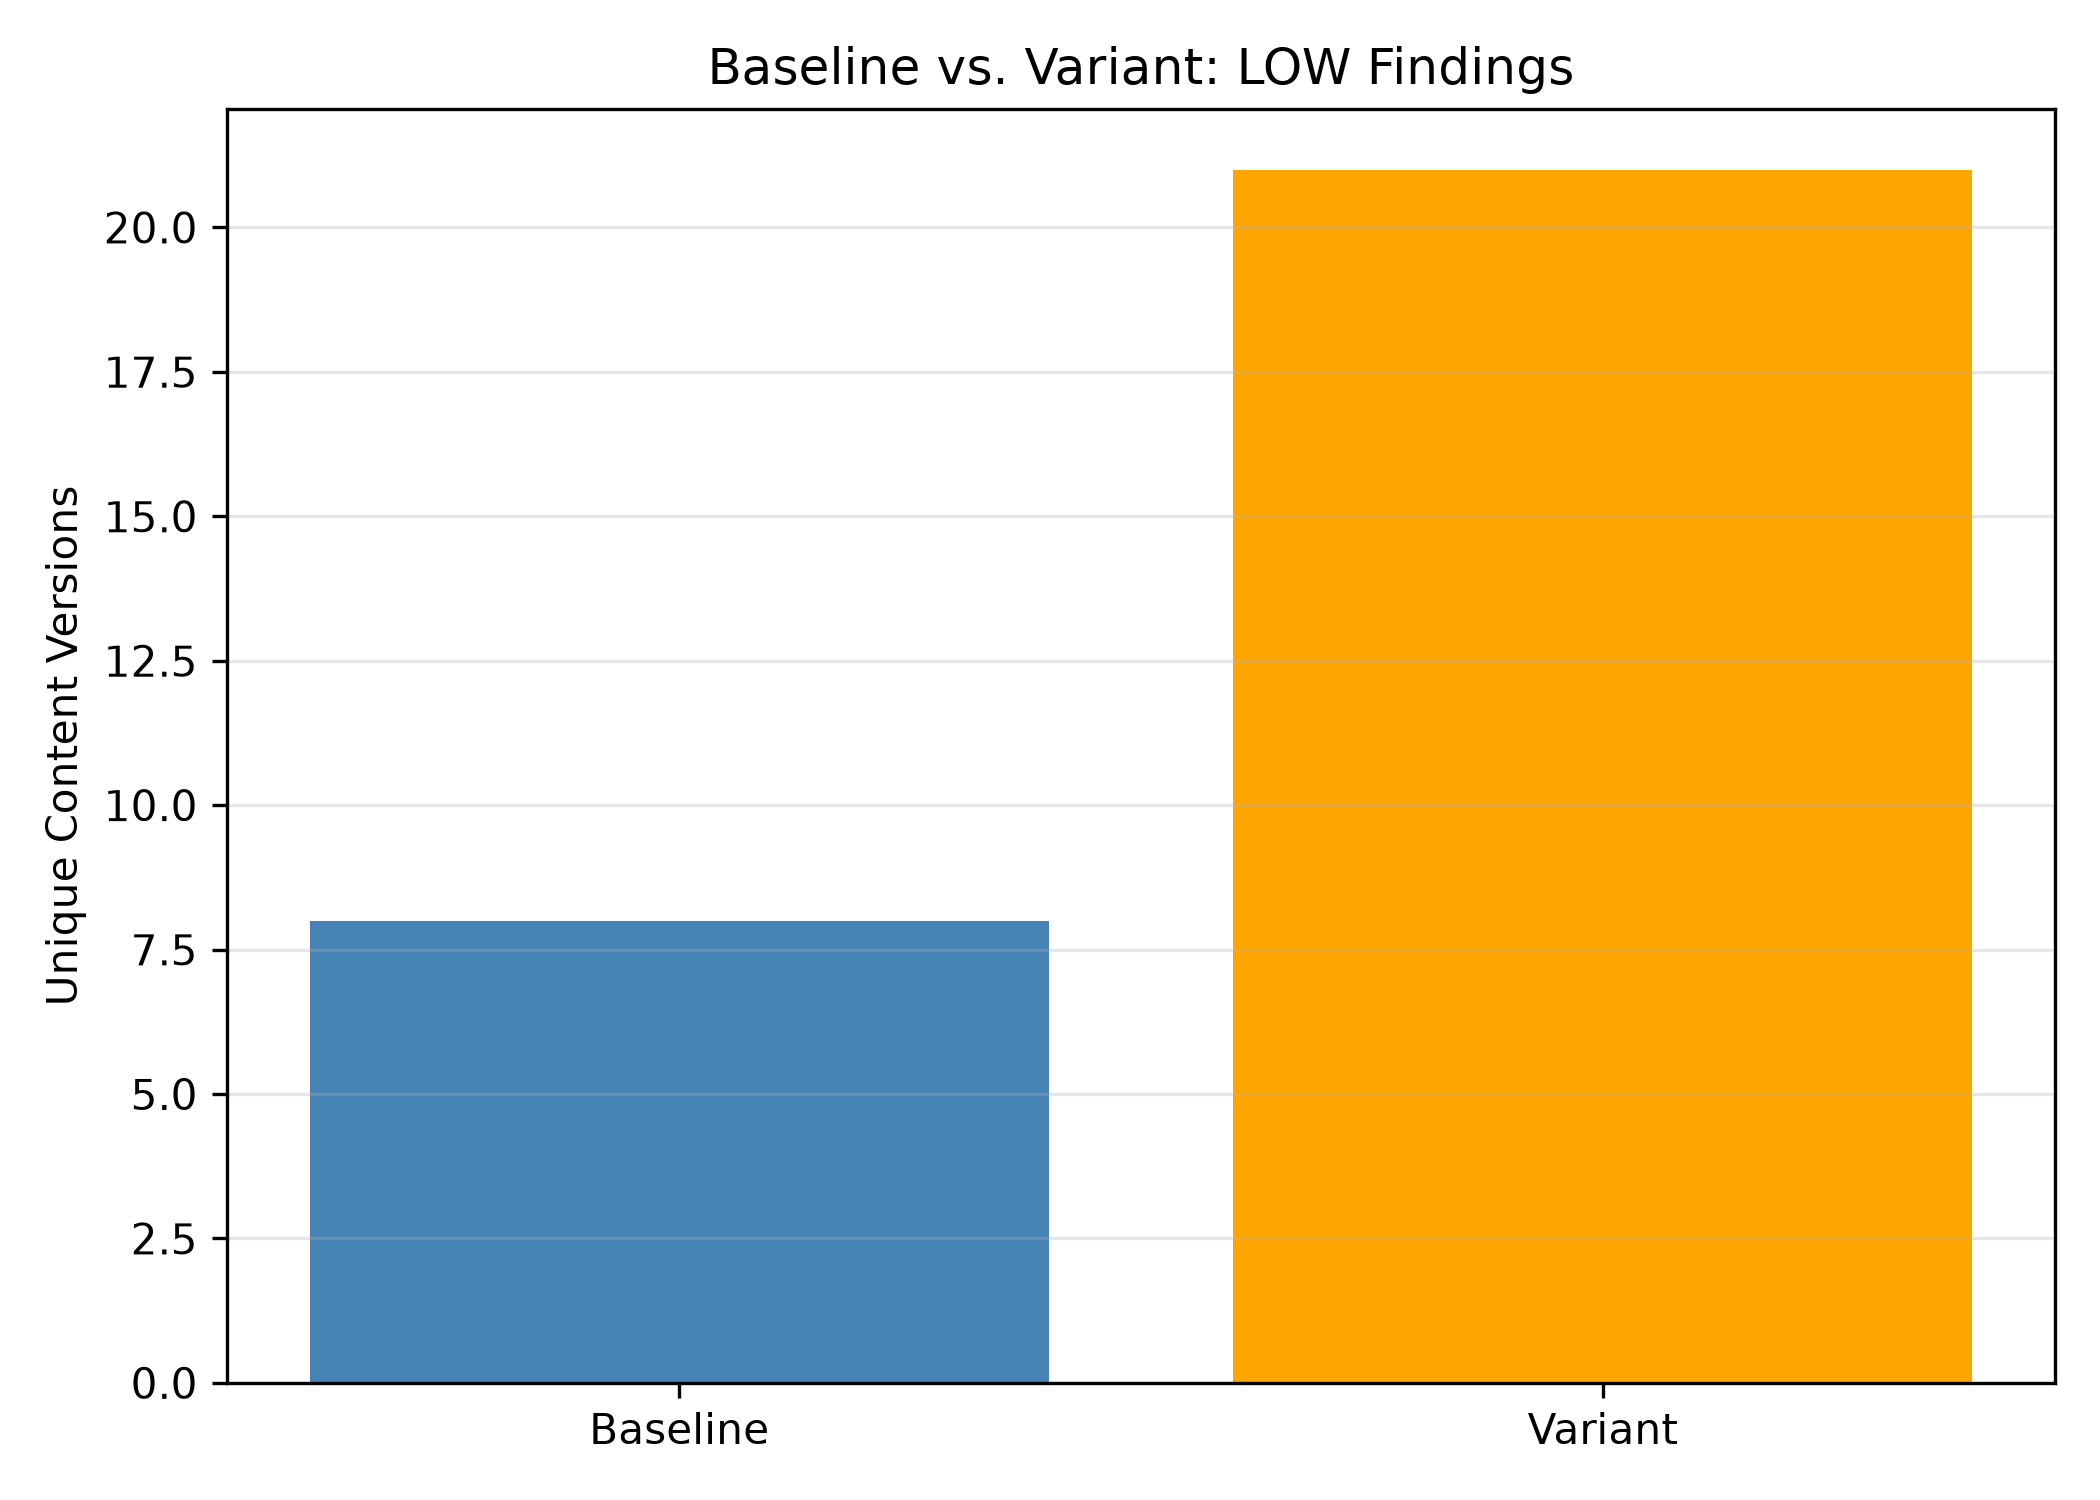 Baseline vs. Variant: LOW Findings
Unique Content Versions
20.0
17.5
15.0
12.5
10.0
7.5
5.0
2.5
0.0
Baseline
Variant